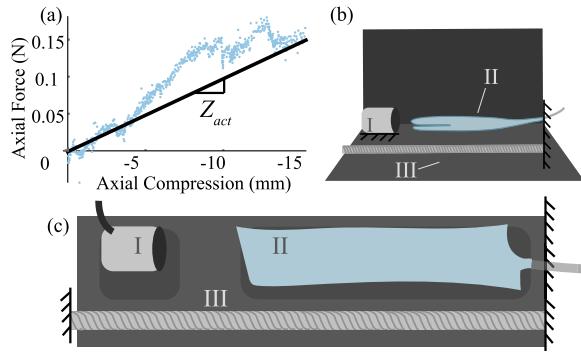 (a)
0.15
0.1
0.05
0
Axial Force (N)
Z_act
-5
-10
-15
Axial Compression (mm)
(b)
I
II
III
(c)
I
II
III